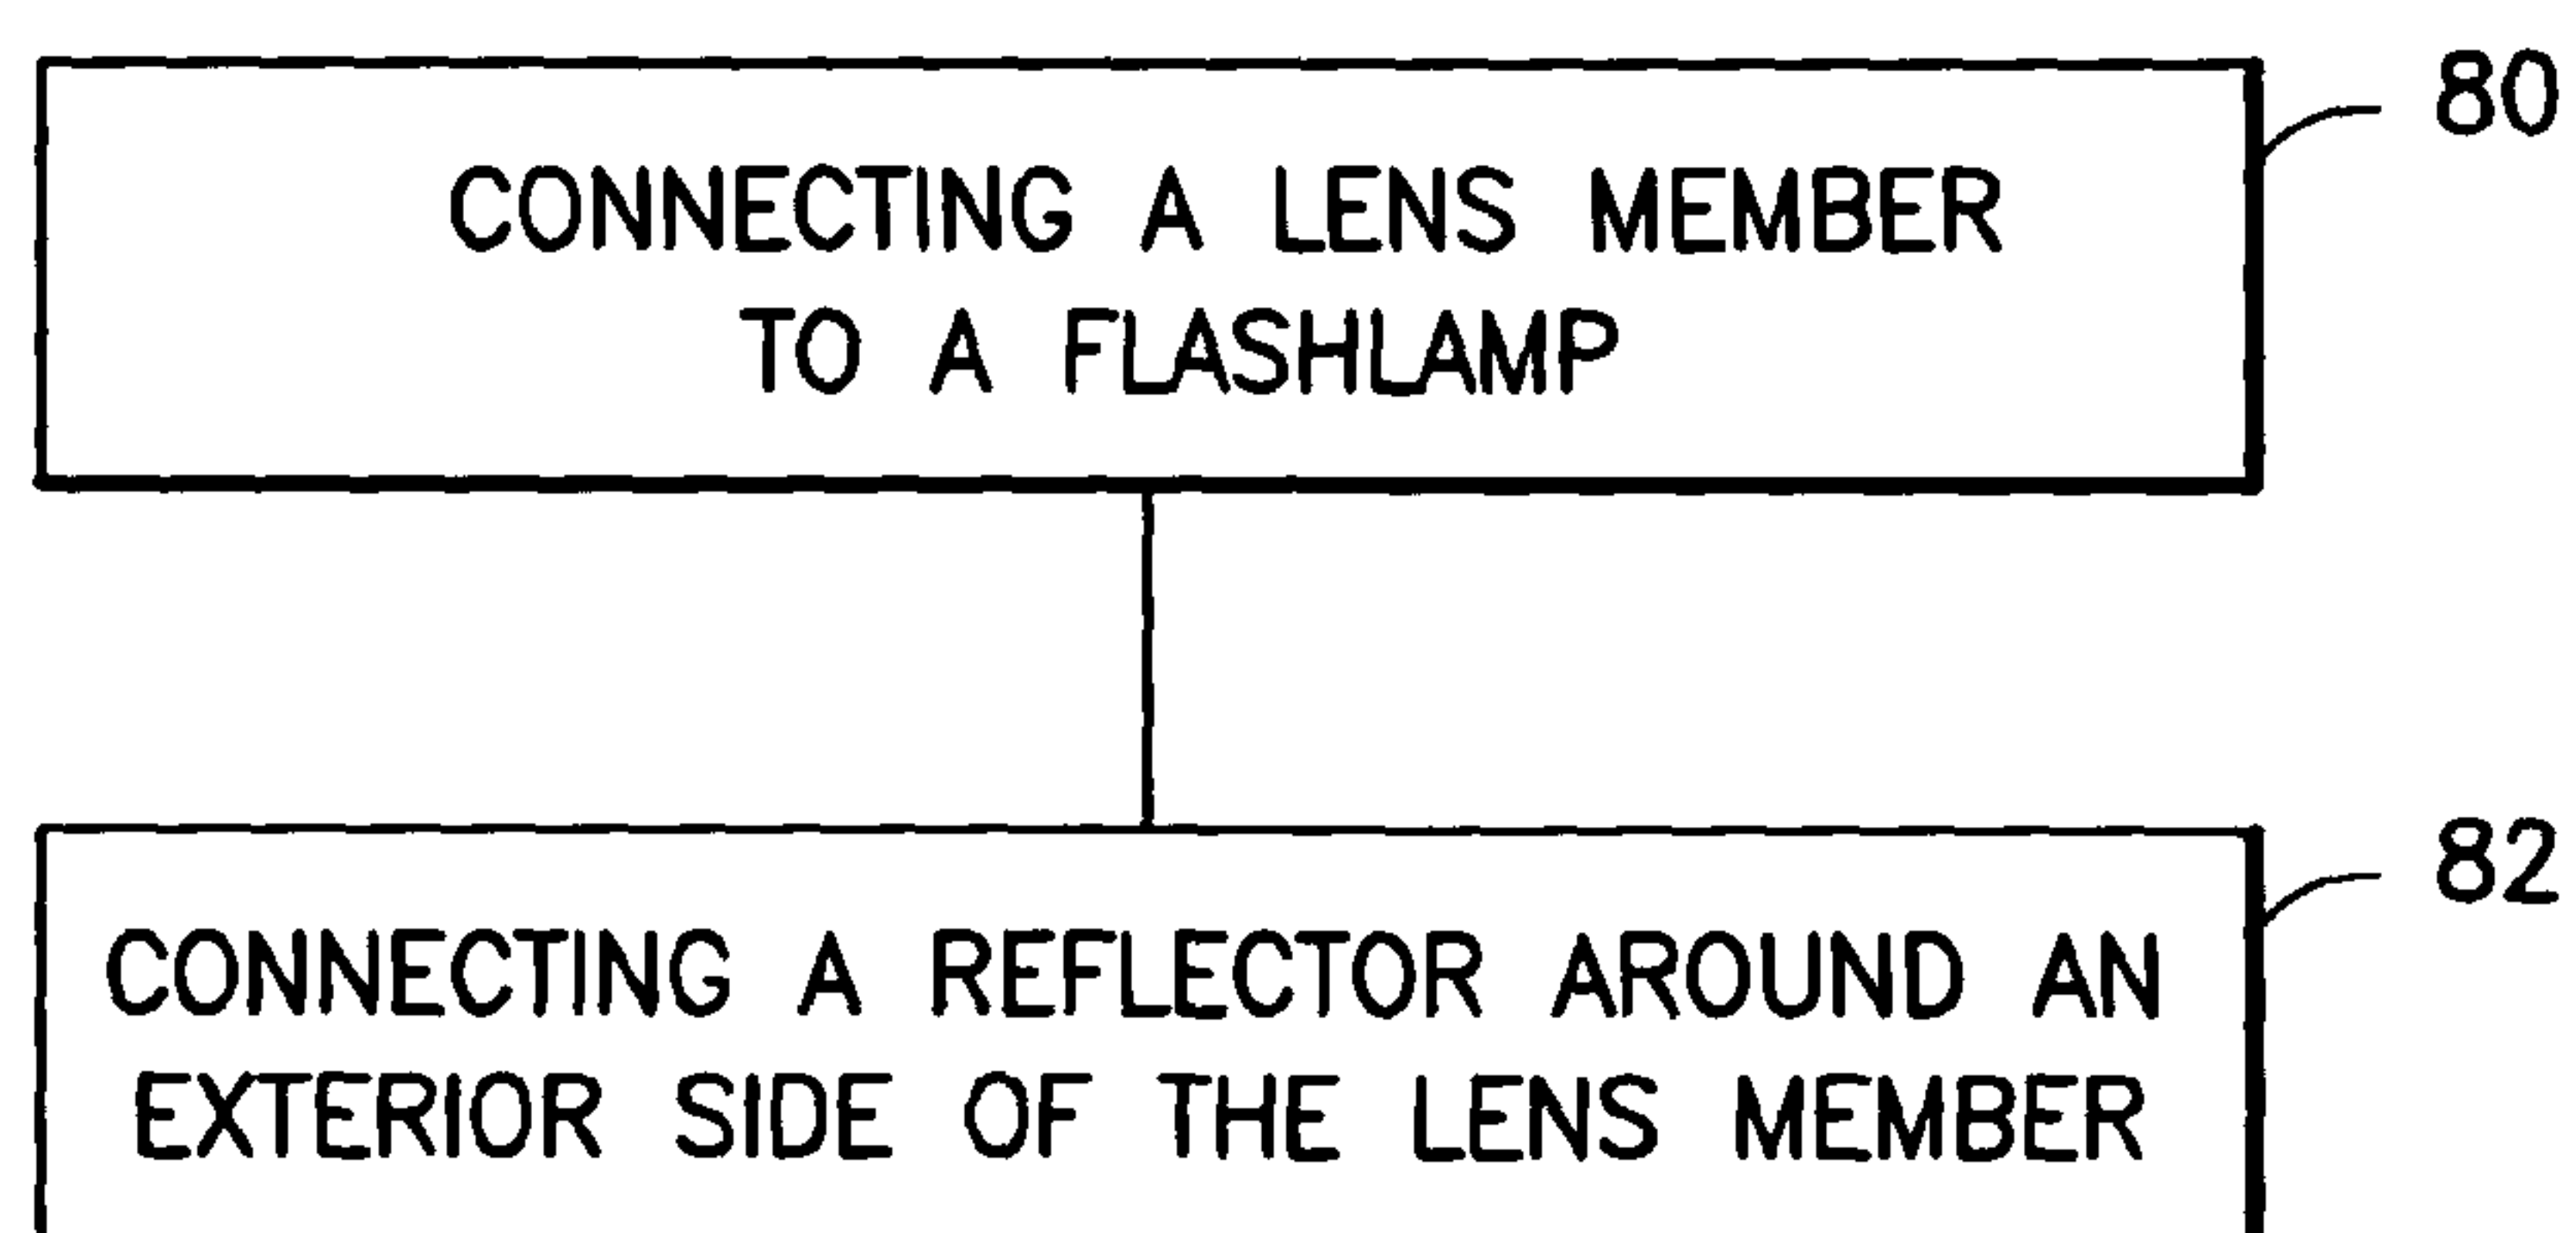 80
CONNECTING A LENS MEMBER
TO A FLASHLAMP
82
CONNECTING A REFLECTOR AROUND AN
EXTERIOR SIDE OF THE LENS MEMBER